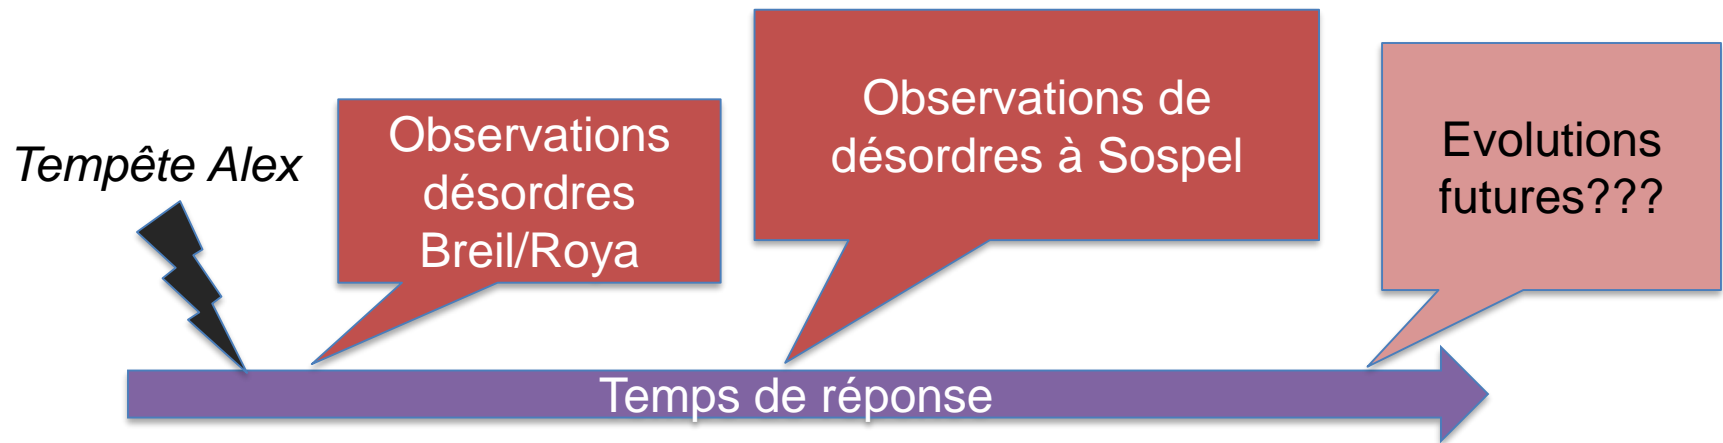 Tempête Alex
Observations
désordres
Breil/Roya
Observations de
désordres à Sospel
Evolutions
futures???
Temps de réponse